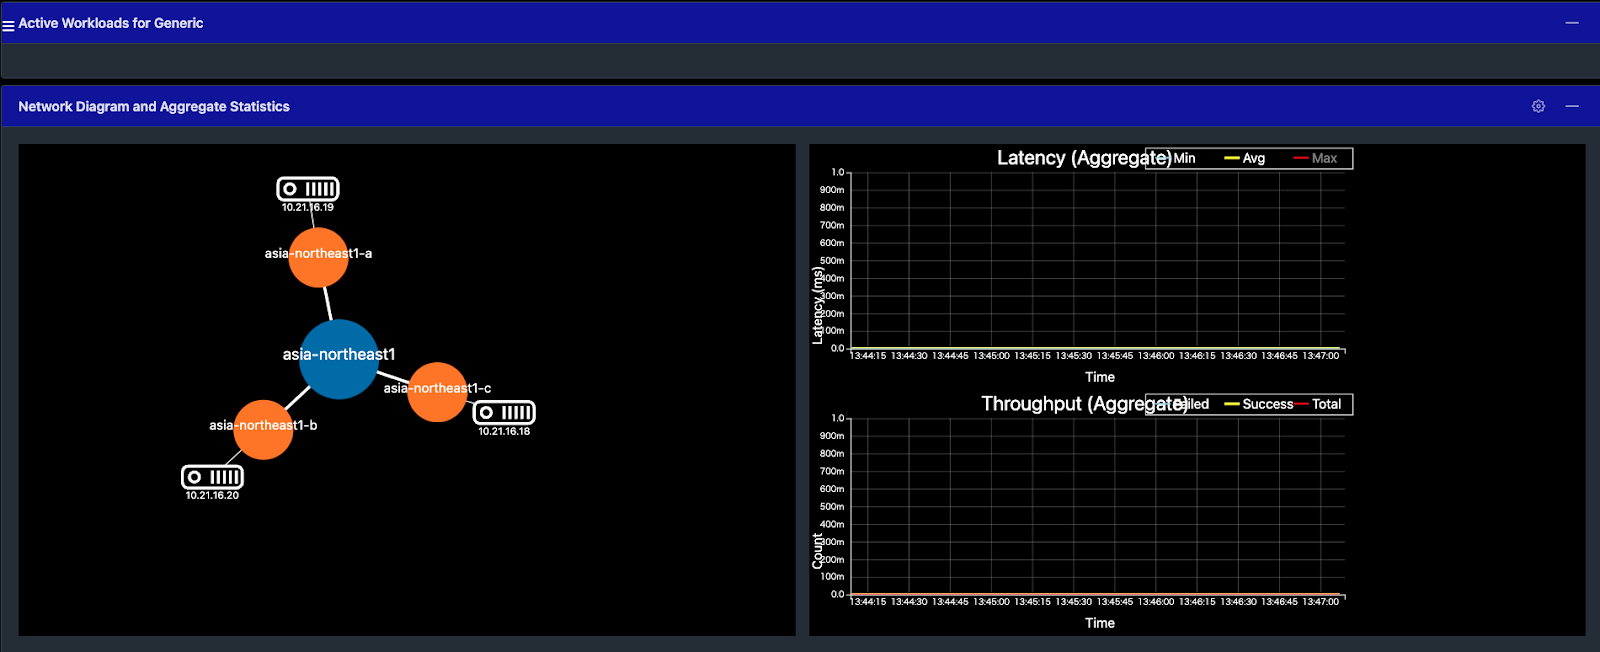 Active Workloads for Generic
Network Diagram and Aggregate Statistics
10.21.16.19
asia-northeast1-a
asia-northeast1
asia-northeast1-c
10.21.16.18
asia-northeast1-b
10.21.16.20
Latency (Aggregate)
Min Avg Max
Latency (ms)
1.0
900m
800m
700m
600m
500m
400m
300m
200m
100m
0.0
13:44:15 13:44:30 13:44:45 13:45:00 13:45:15 13:45:30 13:45:45 13:46:00 13:46:15 13:46:30 13:46:45 13:47:00
Time
Throughput (Aggregate)
Failed Success Total
Count
1.0
900m
800m
700m
600m
500m
400m
300m
200m
100m
0.0
13:44:15 13:44:30 13:44:45 13:45:00 13:45:15 13:45:30 13:45:45 13:46:00 13:46:15 13:46:30 13:46:45 13:47:00
Time